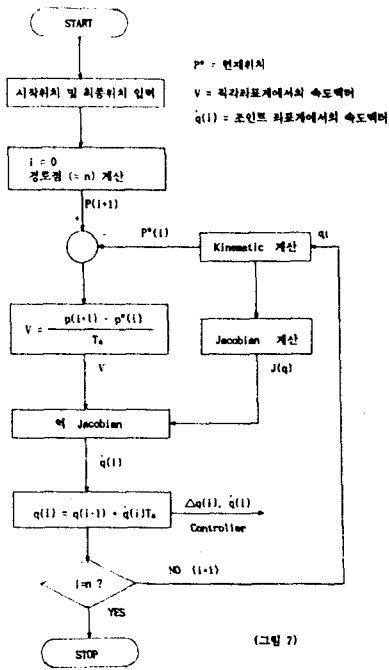 START
P* = 현재위치
시작위치 및 최종위치 입력
V = 직각좌표계에서의 속도벡터
q̇(i) = 조인트 좌표계에서의 속도벡터
i = 0
경로점 (= n) 계산
P(i+1)
+
-
P*(i)
Kinematic 계산
qi
V = p(i+1) - p*(i)
Ts
Jacobian 계산
V
J(q)
역 Jacobian
q̇(i)
q(i) = q(i-1) + q̇(i)Ts
△q(i), q̇(i)
Controller
i=n ?
NO (i+1)
YES
STOP
(그림 7)